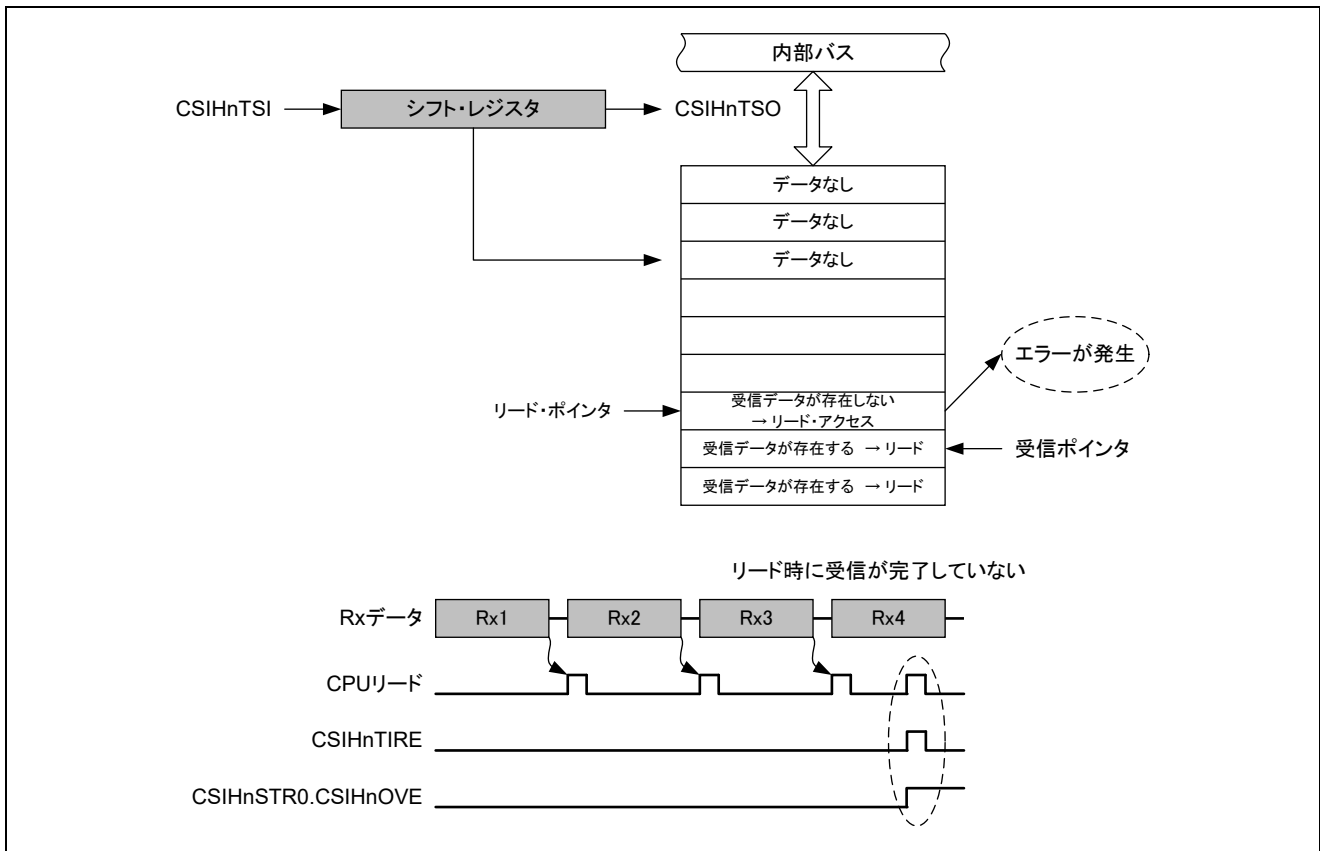 内部バス
CSIHnTSI
シフト・レジスタ
CSIHnTSO
データなし
データなし
データなし
エラーが発生
リード・ポインタ
受信データが存在しない
→ リード・アクセス
受信データが存在する → リード
受信ポインタ
受信データが存在する → リード
リード時に受信が完了していない
Rxデータ
Rx1
Rx2
Rx3
Rx4
CPUリード
CSIHnTIRE
CSIHnSTR0.CSIHnOVE